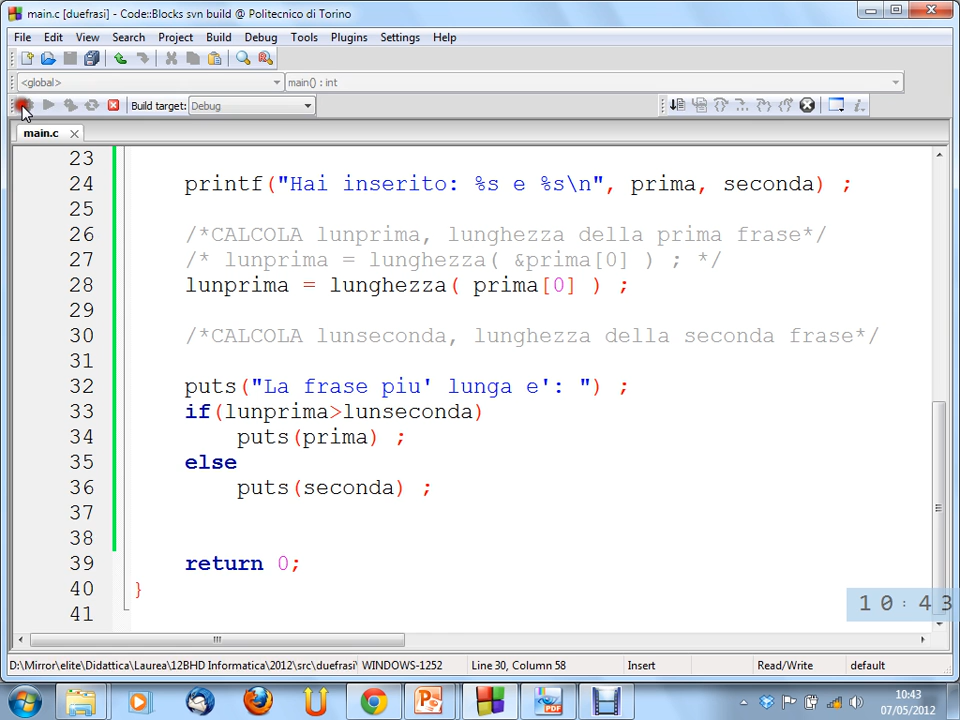 main.c [duefrasi] - Code::Blocks svn build @ Politecnico di Torino
File Edit View Search Project Build Debug Tools Plugins Settings Help
<global> main() : int
Build target: Debug
main.c
23
24 printf("Hai inserito: %s e %s\n", prima, seconda) ;
25
26 /*CALCOLA lunprima, lunghezza della prima frase*/
27 /* lunprima = lunghezza( &prima[0] ) ; */
28 lunprima = lunghezza( prima[0] ) ;
29
30 /*CALCOLA lunseconda, lunghezza della seconda frase*/
31
32 puts("La frase piu' lunga e': ") ;
33 if(lunprima>lunseconda)
34 puts(prima) ;
35 else
36 puts(seconda) ;
37
38
39 return 0;
40 }
41
10:43
D:\Mirror\elite\Didattica\Laurea\12BHD Informatica\2012\src\duefrasi\ WINDOWS-1252 Line 30, Column 58 Insert Read/Write default
PDF
10:43
07/05/2012